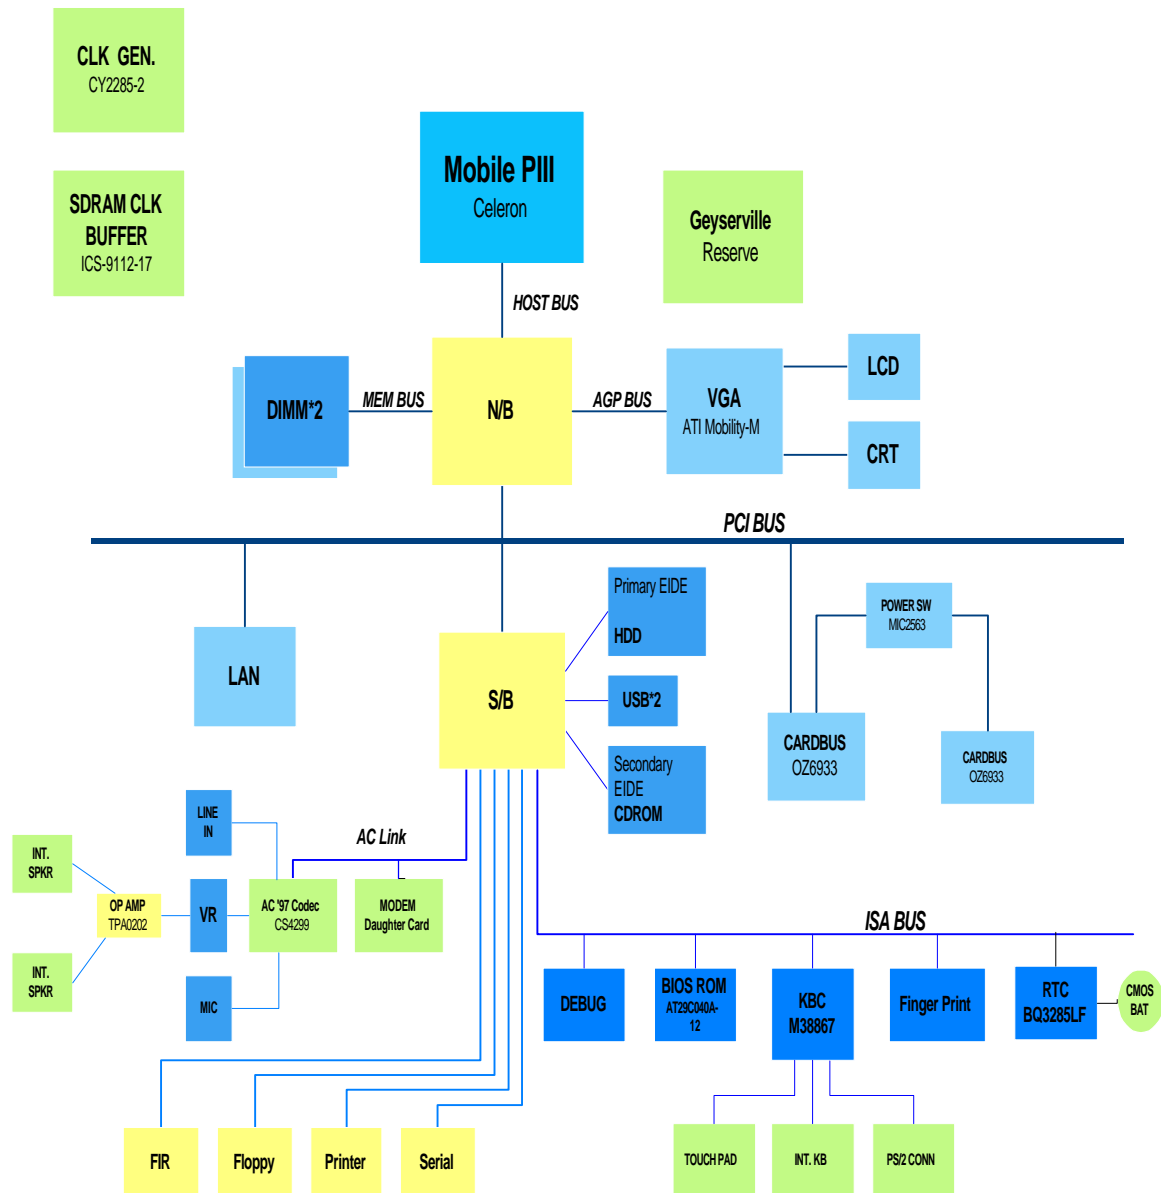 CLK GEN.
CY2285-2
SDRAM CLK
BUFFER
ICS-9112-17
Mobile PIII
Celeron
Geyserville
Reserve
HOST BUS
DIMM*2
MEM BUS
N/B
AGP BUS
VGA
ATI Mobility-M
LCD
CRT
PCI BUS
LAN
S/B
Primary EIDE
HDD
USB*2
Secondary
EIDE
CDROM
POWER SW
MIC2563
CARDBUS
OZ6933
CARDBUS
OZ6933
LINE
IN
AC Link
INT.
SPKR
OP AMP
TPA0202
VR
AC '97 Codec
CS4299
MODEM
Daughter Card
INT.
SPKR
MIC
ISA BUS
DEBUG
BIOS ROM
AT29C040A-
12
KBC
M38867
Finger Print
RTC
BQ3285LF
CMOS
BAT
FIR
Floppy
Printer
Serial
TOUCH PAD
INT. KB
PS/2 CONN